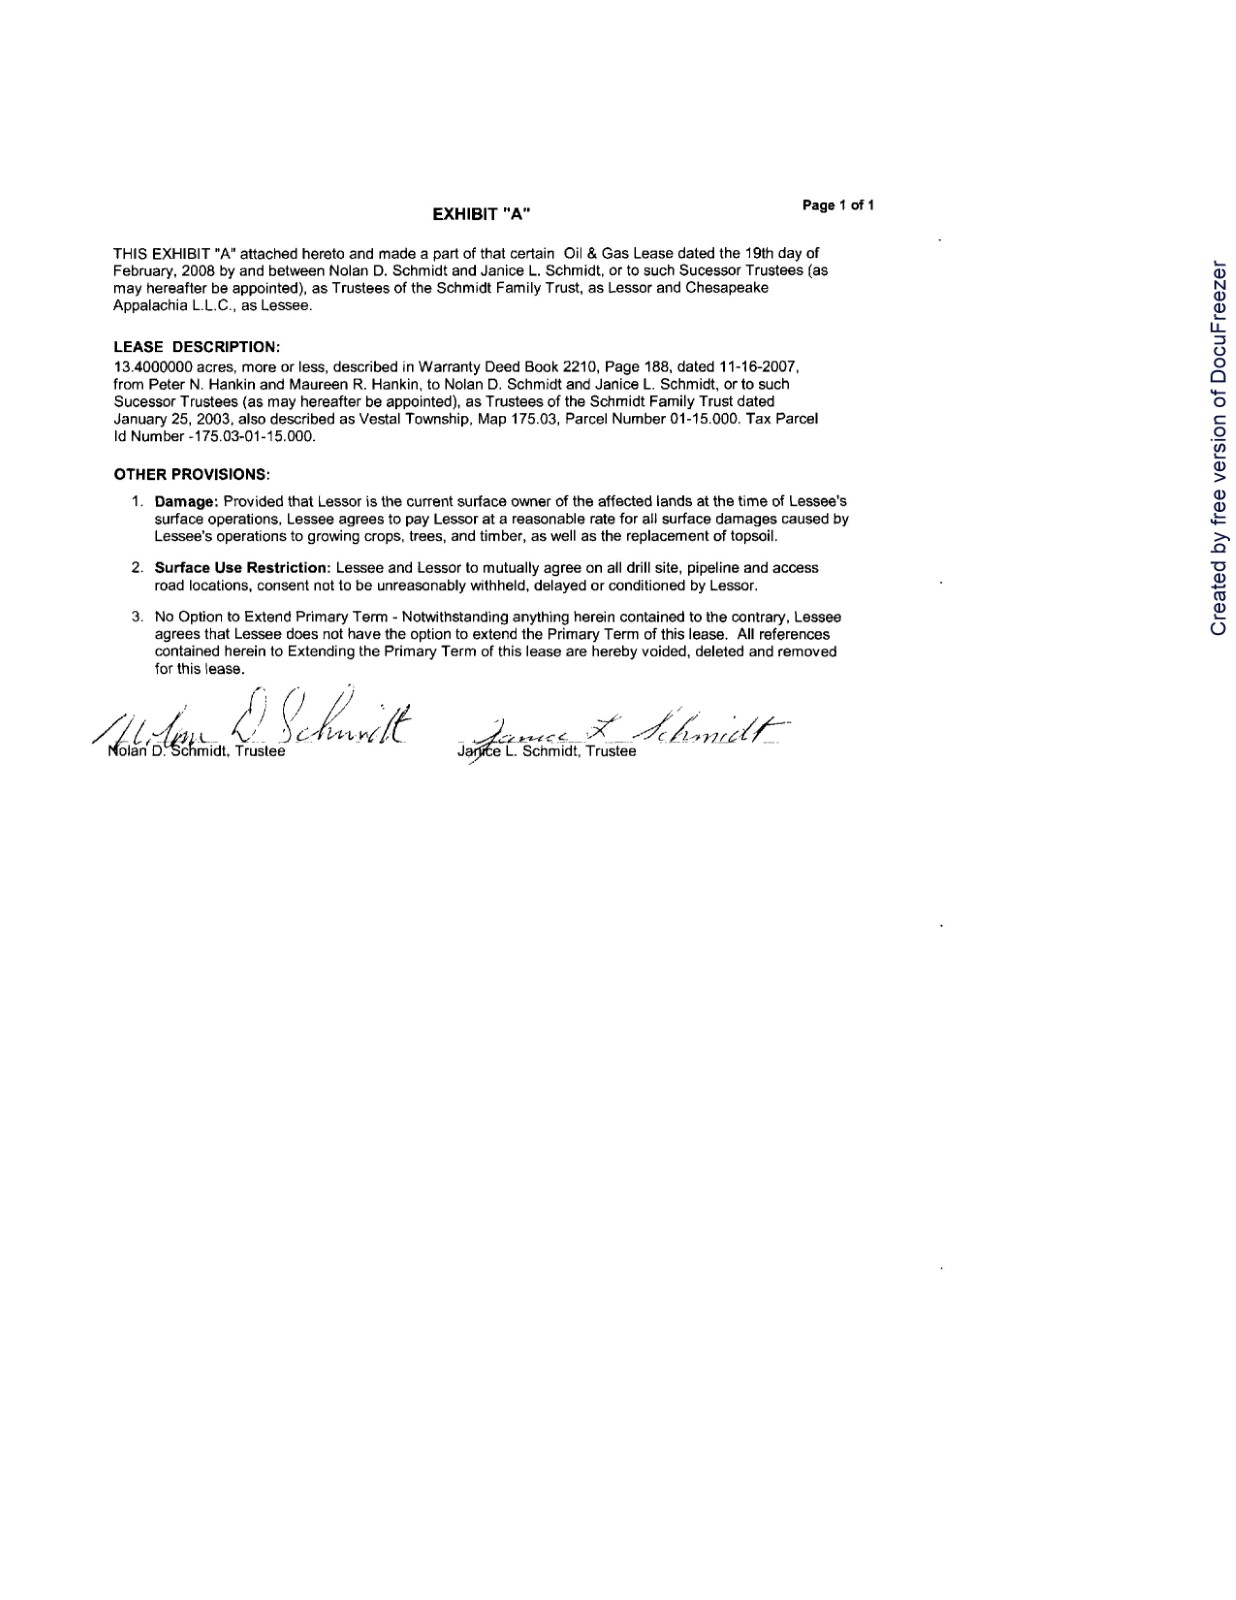 Page 1 of 1
EXHIBIT "A"
THIS EXHIBIT "A" attached hereto and made a part of that certain Oil & Gas Lease dated the 19th day of
February, 2008 by and between Nolan D. Schmidt and Janice L. Schmidt, or to such Sucessor Trustees (as
may hereafter be appointed), as Trustees of the Schmidt Family Trust, as Lessor and Chesapeake
Appalachia L.L.C., as Lessee.
LEASE DESCRIPTION:
13.4000000 acres, more or less, described in Warranty Deed Book 2210, Page 188, dated 11-16-2007,
from Peter N. Hankin and Maureen R. Hankin, to Nolan D. Schmidt and Janice L. Schmidt, or to such
Sucessor Trustees (as may hereafter be appointed), as Trustees of the Schmidt Family Trust dated
January 25, 2003, also described as Vestal Township, Map 175.03, Parcel Number 01-15.000. Tax Parcel
Id Number -175.03-01-15.000.
OTHER PROVISIONS:
1. Damage: Provided that Lessor is the current surface owner of the affected lands at the time of Lessee's
surface operations, Lessee agrees to pay Lessor at a reasonable rate for all surface damages caused by
Lessee's operations to growing crops, trees, and timber, as well as the replacement of topsoil.
2. Surface Use Restriction: Lessee and Lessor to mutually agree on all drill site, pipeline and access
road locations, consent not to be unreasonably withheld, delayed or conditioned by Lessor.
3. No Option to Extend Primary Term - Notwithstanding anything herein contained to the contrary, Lessee
agrees that Lessee does not have the option to extend the Primary Term of this lease. All references
contained herein to Extending the Primary Term of this lease are hereby voided, deleted and removed
for this lease.
Nolan D Schmidt Janice L Schmidt
Nolan D. Schmidt, Trustee Janice L. Schmidt, Trustee
Created by free version of DocuFreezer